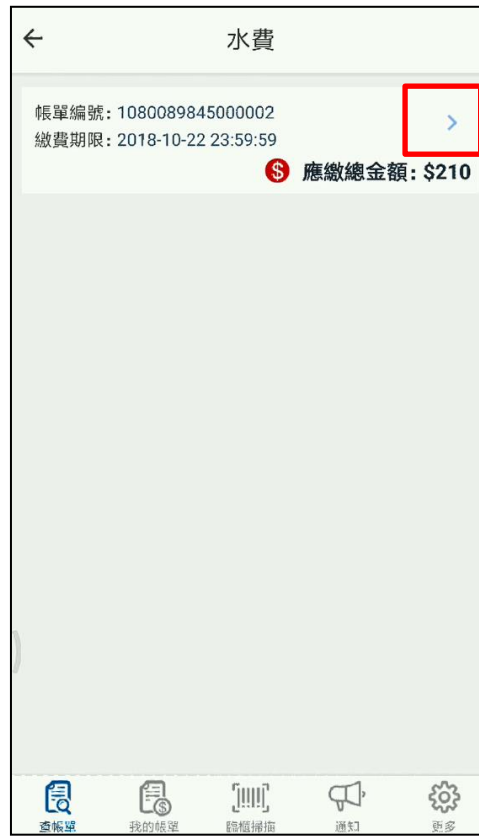 水費
帳單編號：1080089845000002
繳費期限：2018-10-22 23:59:59
$ 應繳總金額：$210
查帳單 我的帳單 臨櫃掃描 通知 更多